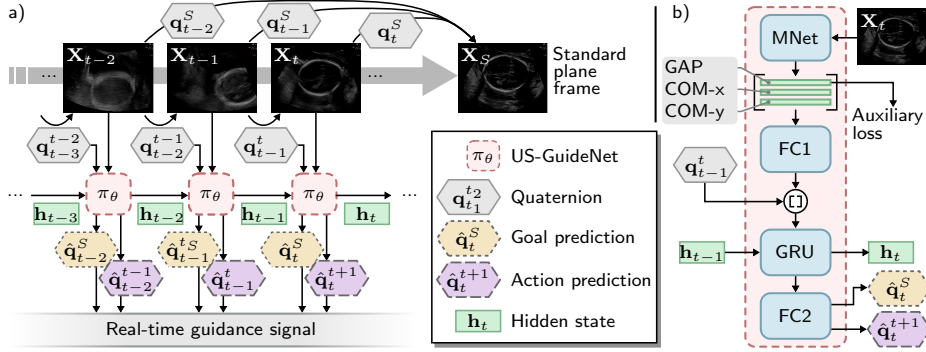 a)
q^S_{t−2}
q^S_{t−1}
q^S_t
X_{t−2}
X_{t−1}
X_t
X_S
...
...
Standard
plane
frame
q^{t−2}_{t−3}
q^{t−1}_{t−2}
q^t_{t−1}
...
π_θ
π_θ
π_θ
...
h_{t−3}
h_{t−2}
h_{t−1}
h_t
q̂^S_{t−2}
q̂^{t_S}_{t−1}
q̂^S_t
q̂^{t−1}_{t−2}
q̂^t_{t−1}
q̂^{t+1}_t
Real-time guidance signal
π_θ US-GuideNet
q^{t_2}_{t_1} Quaternion
q̂^S_t Goal prediction
q̂^{t+1}_t Action prediction
h_t Hidden state
b)
MNet
X_t
GAP
COM-x
COM-y
Auxiliary
loss
FC1
q^t_{t−1}
[]
h_{t−1}
GRU
h_t
FC2
q̂^S_t
q̂^{t+1}_t